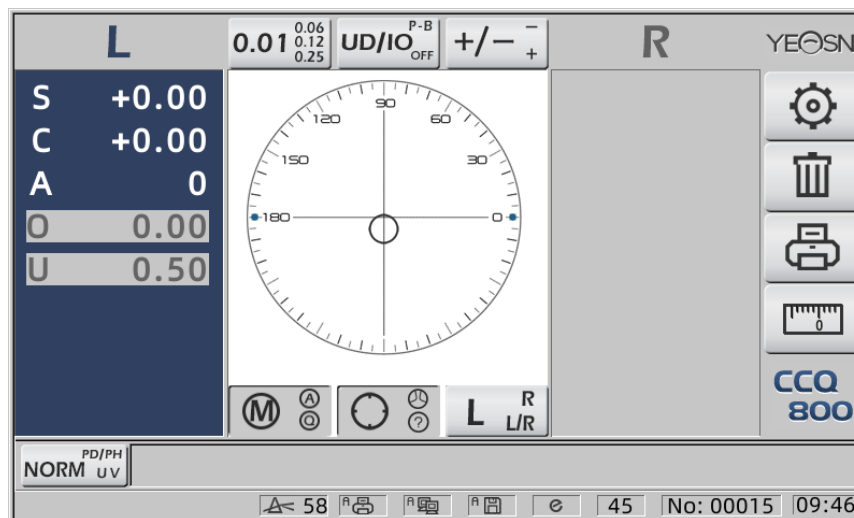 L
0.01 0.06
0.12
0.25
UD/IO P-B
OFF
+/− −
+
R
YEOSN
S +0.00
C +0.00
A 0
O 0.00
U 0.50
90
120 60
150 30
180 0
0
M A
Q
?
L R
L/R
CCQ
800
NORM PD/PH
UV
58 A A A e 45 No: 00015 09:46